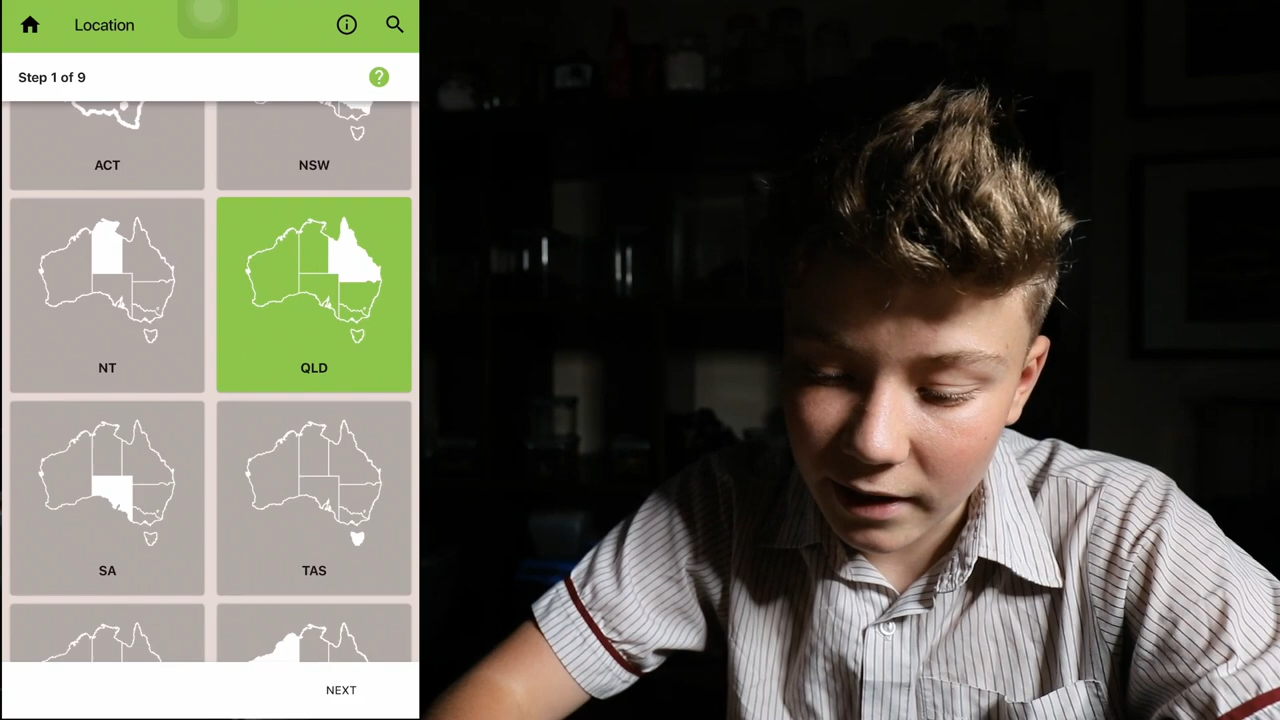 Location
Step 1 of 9
?
ACT
NSW
NT
QLD
SA
TAS
NEXT